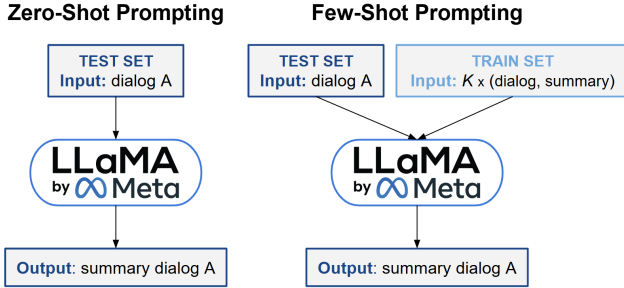 Zero-Shot Prompting
TEST SET
Input: dialog A
LLaMA
by Meta
Output: summary dialog A
Few-Shot Prompting
TEST SET
Input: dialog A
TRAIN SET
Input: K x (dialog, summary)
LLaMA
by Meta
Output: summary dialog A